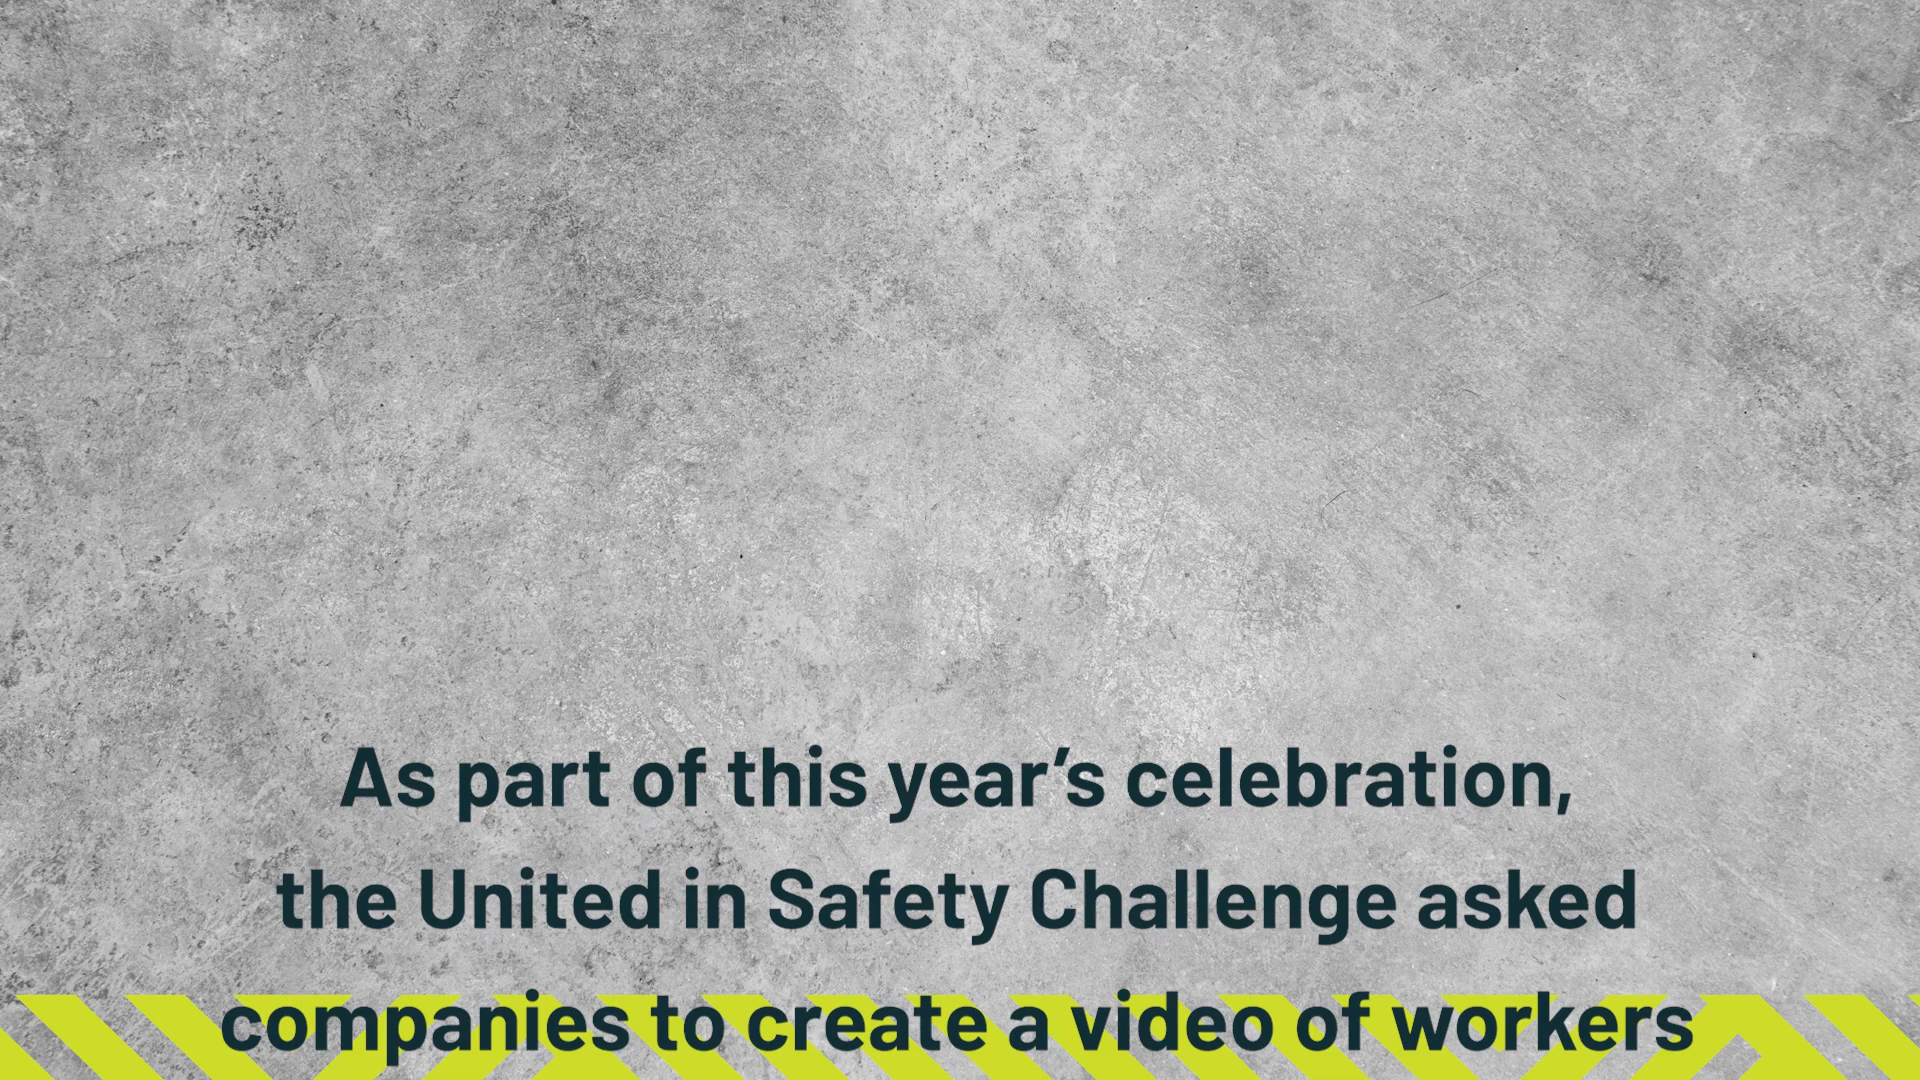 As part of this year’s celebration,
the United in Safety Challenge asked
companies to create a video of workers